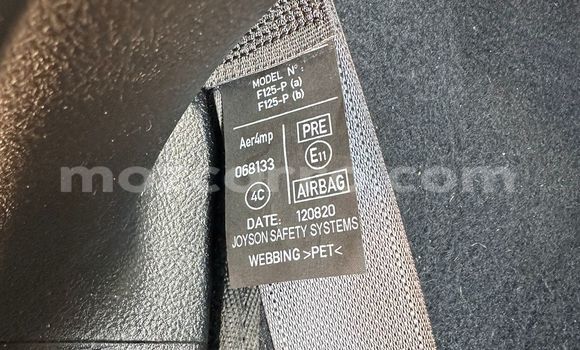 MODEL N°:
F125-P (a)
F125-P (b)
Aer4mp
PRE
068133
E11
4C
AIRBAG
DATE: 120820
JOYSON SAFETY SYSTEMS
WEBBING >PET<